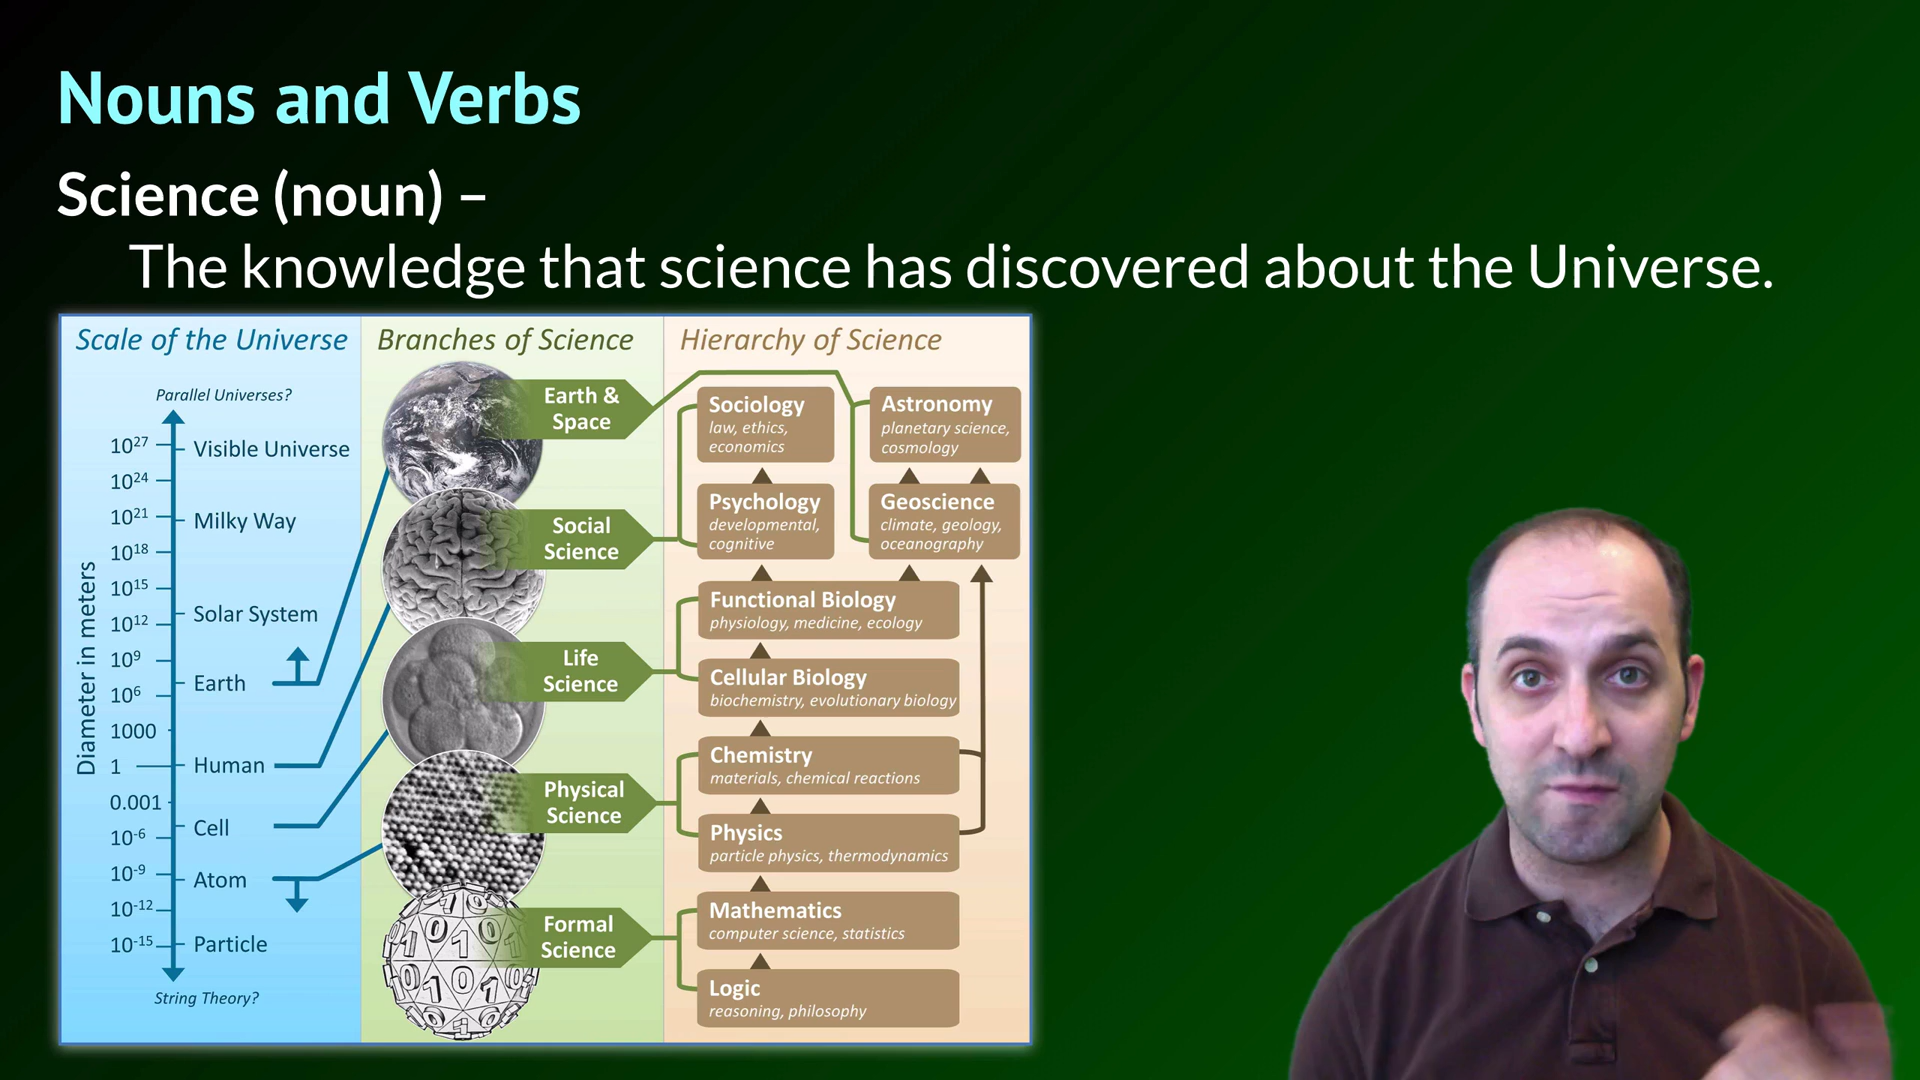 Nouns and Verbs
Science (noun) –
The knowledge that science has discovered about the Universe.
Scale of the Universe
Parallel Universes?
10²⁷
Visible Universe
10²⁴
10²¹
Milky Way
10¹⁸
10¹⁵
Solar System
10¹²
10⁹
Earth
10⁶
1000
Human
1
0.001
Cell
10⁻⁶
10⁻⁹
Atom
10⁻¹²
10⁻¹⁵
Particle
String Theory?
Diameter in meters
Branches of Science
Earth &
Space
Social
Science
Life
Science
Physical
Science
Formal
Science
101
101
101
101
101
Hierarchy of Science
Sociology
law, ethics,
economics
Astronomy
planetary science,
cosmology
Psychology
developmental,
cognitive
Geoscience
climate, geology,
oceanography
Functional Biology
physiology, medicine, ecology
Cellular Biology
biochemistry, evolutionary biology
Chemistry
materials, chemical reactions
Physics
particle physics, thermodynamics
Mathematics
computer science, statistics
Logic
reasoning, philosophy